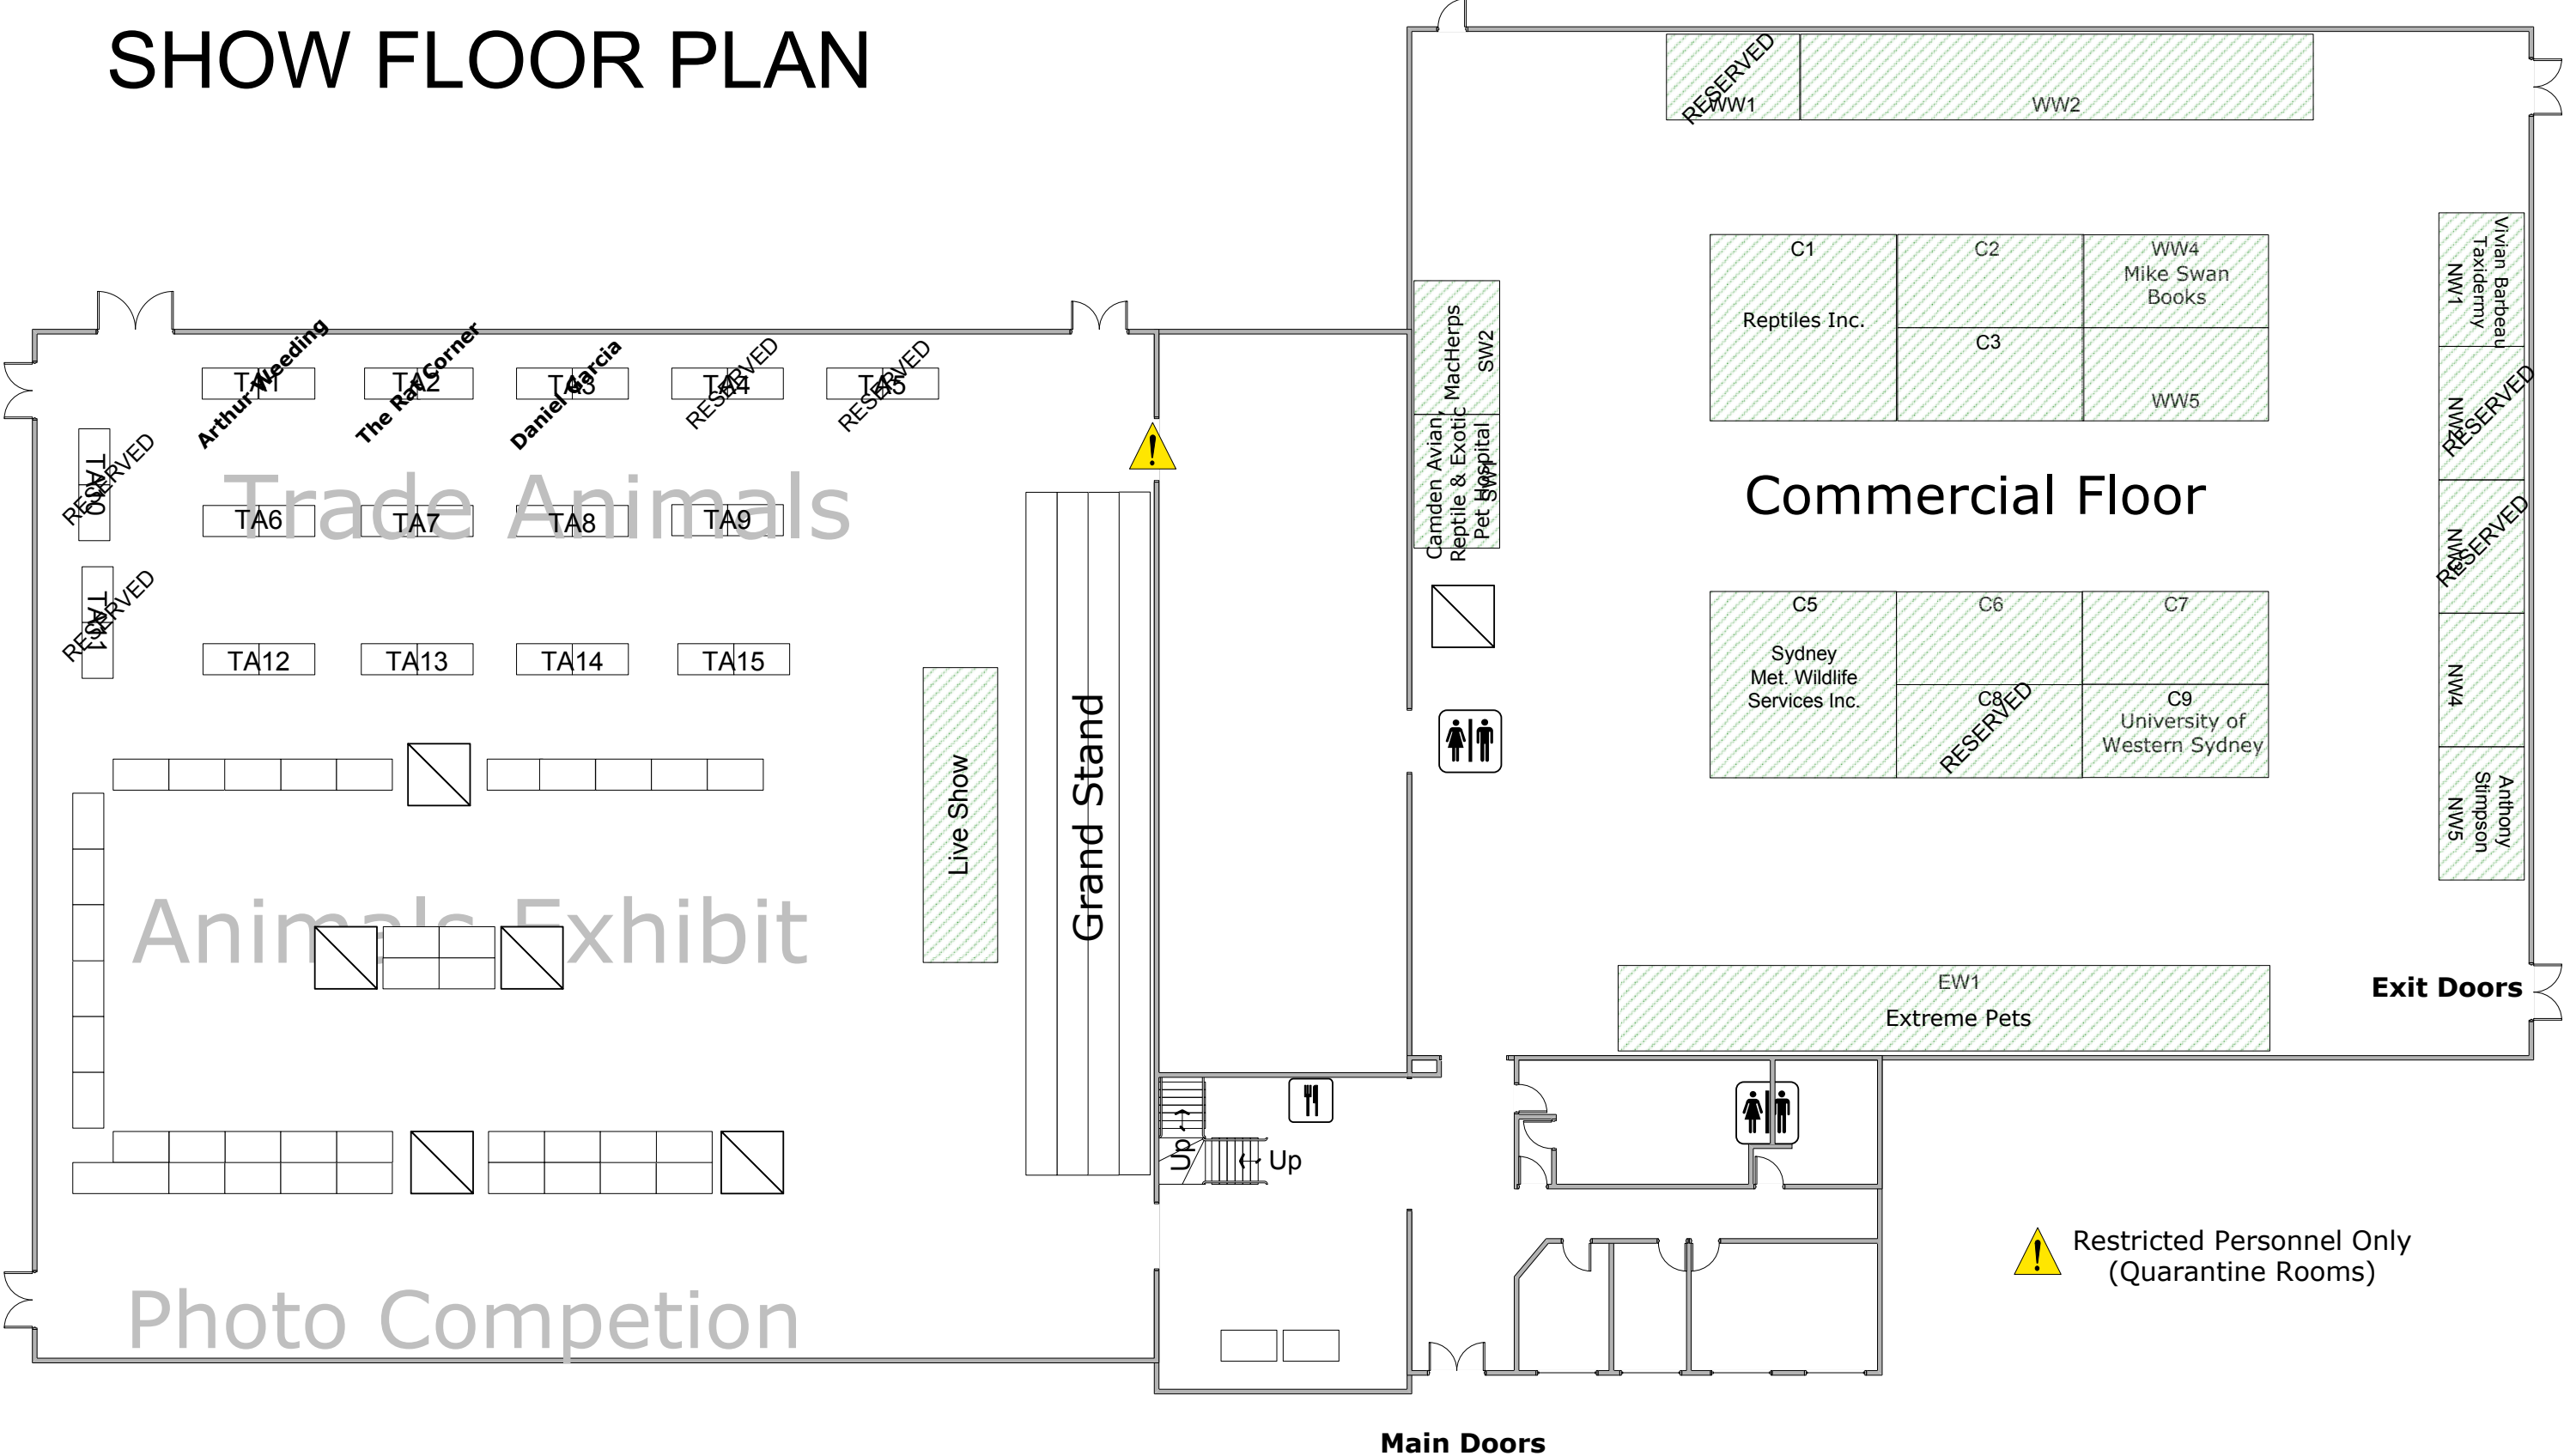 SHOW FLOOR PLAN
RESERVED
WW1
WW2
C1
Reptiles Inc.
C2
WW4
Mike Swan
Books
C3
WW5
Vivian Barbeau
Taxidermy
NW1
RESERVED
NW2
RESERVED
NW3
NW4
Anthony
Stimpson
NW5
MacHerps
SW2
Camden Avian,
Reptile & Exotic
Pet Hospital
SW1
Commercial Floor
C5
Sydney
Met. Wildlife
Services Inc.
C6
C7
C8
RESERVED
C9
University of
Western Sydney
EW1
Extreme Pets
Exit Doors
TA1
Arthur Weeding
TA2
The Rat Corner
TA3
Daniel Garcia
TA4
RESERVED
TA5
RESERVED
TA10
RESERVED
Trade Animals
TA6
TA7
TA8
TA9
TA11
RESERVED
TA12
TA13
TA14
TA15
Live Show
Grand Stand
Animals Exhibit
Up
Up
Photo Competion
Restricted Personnel Only
(Quarantine Rooms)
Main Doors